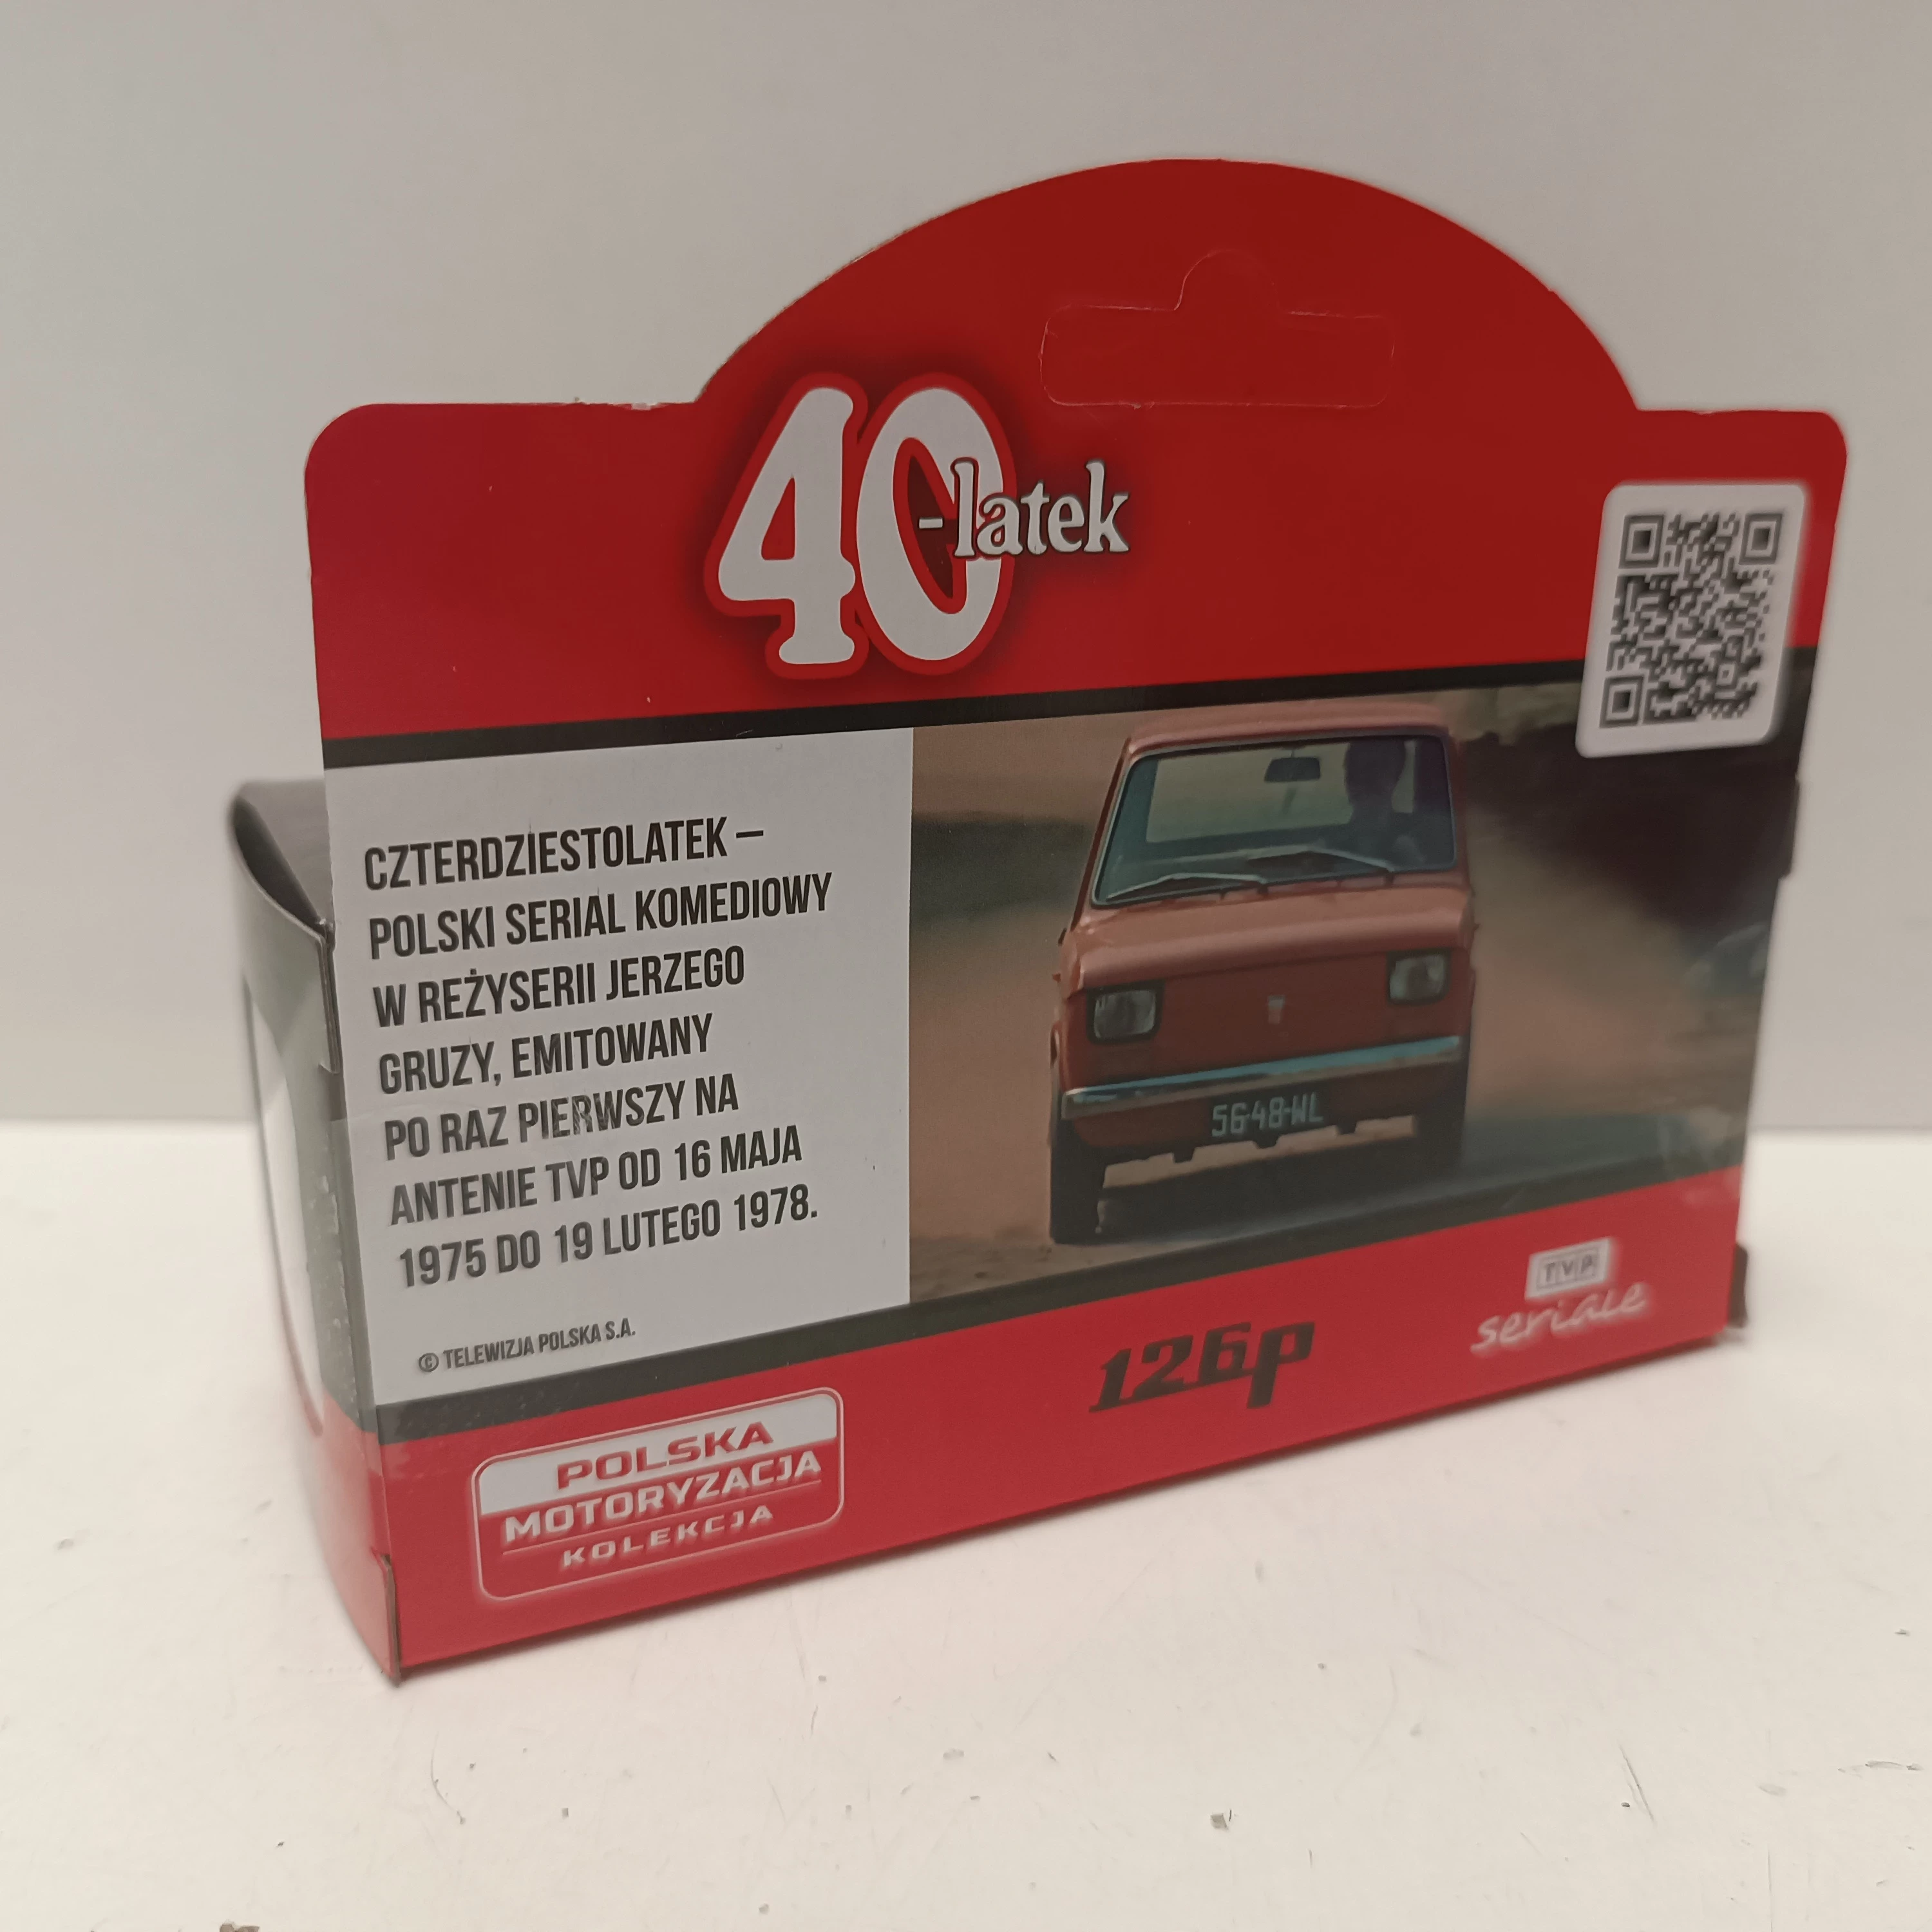 40-latek
CZTERDZIESTOLATEK –
POLSKI SERIAL KOMEDIOWY
W REŻYSERII JERZEGO
GRUZY, EMITOWANY
PO RAZ PIERWSZY NA
ANTENIE TVP OD 16 MAJA
1975 DO 19 LUTEGO 1978.
© TELEWIZJA POLSKA S.A.
5648-WL
POLSKA
MOTORYZACJA
KOLEKCJA
126p
TVP
seriale